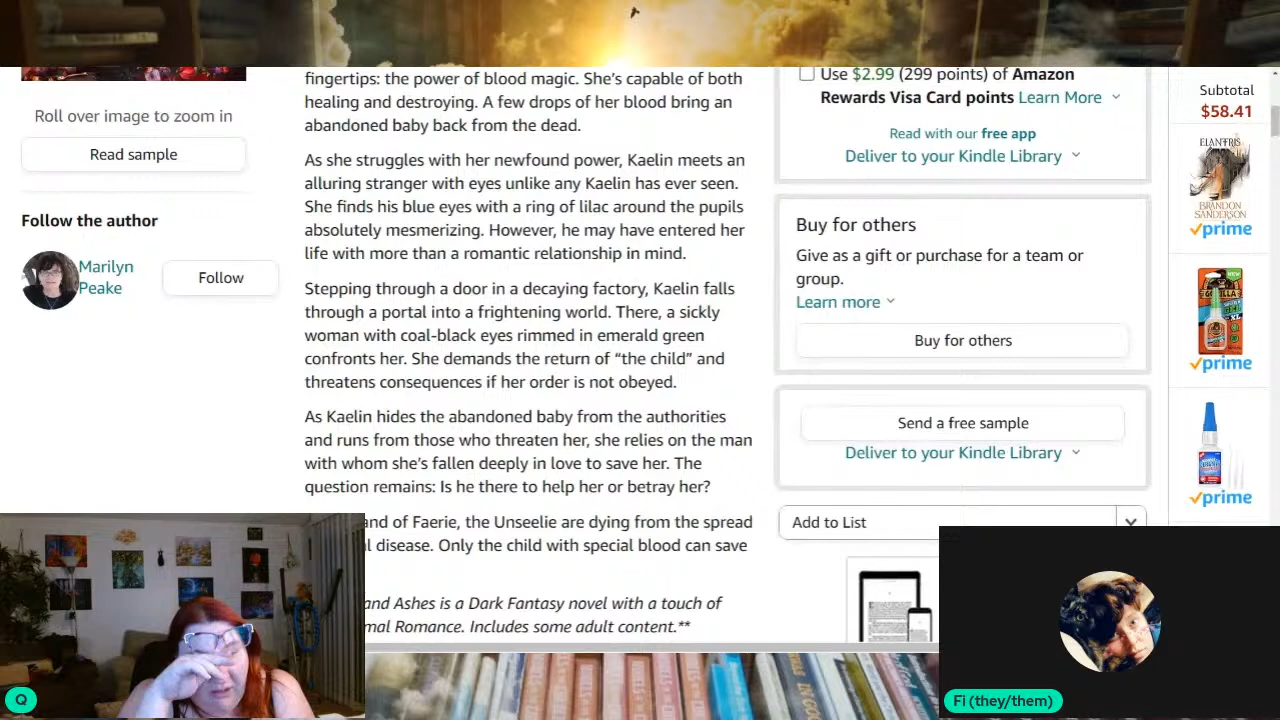 Roll over image to zoom in
Read sample
Follow the author
Marilyn
Peake
Follow
fingertips: the power of blood magic. She's capable of both
healing and destroying. A few drops of her blood bring an
abandoned baby back from the dead.
As she struggles with her newfound power, Kaelin meets an
alluring stranger with eyes unlike any Kaelin has ever seen.
She finds his blue eyes with a ring of lilac around the pupils
absolutely mesmerizing. However, he may have entered her
life with more than a romantic relationship in mind.
Stepping through a door in a decaying factory, Kaelin falls
through a portal into a frightening world. There, a sickly
woman with coal-black eyes rimmed in emerald green
confronts her. She demands the return of “the child” and
threatens consequences if her order is not obeyed.
As Kaelin hides the abandoned baby from the authorities
and runs from those who threaten her, she relies on the man
with whom she's fallen deeply in love to save her. The
question remains: Is he there to help her or betray her?
and of Faerie, the Unseelie are dying from the spread
l disease. Only the child with special blood can save
and Ashes is a Dark Fantasy novel with a touch of
mal Romance. Includes some adult content.**
Use $2.99 (299 points) of Amazon
Rewards Visa Card points Learn More
Read with our free app
Deliver to your Kindle Library
Buy for others
Give as a gift or purchase for a team or
group.
Learn more
Buy for others
Send a free sample
Deliver to your Kindle Library
Add to List
Subtotal
$58.41
ELANTRIS
BRANDON
SANDERSON
prime
GORILLA
prime
prime
Q
Fi (they/them)